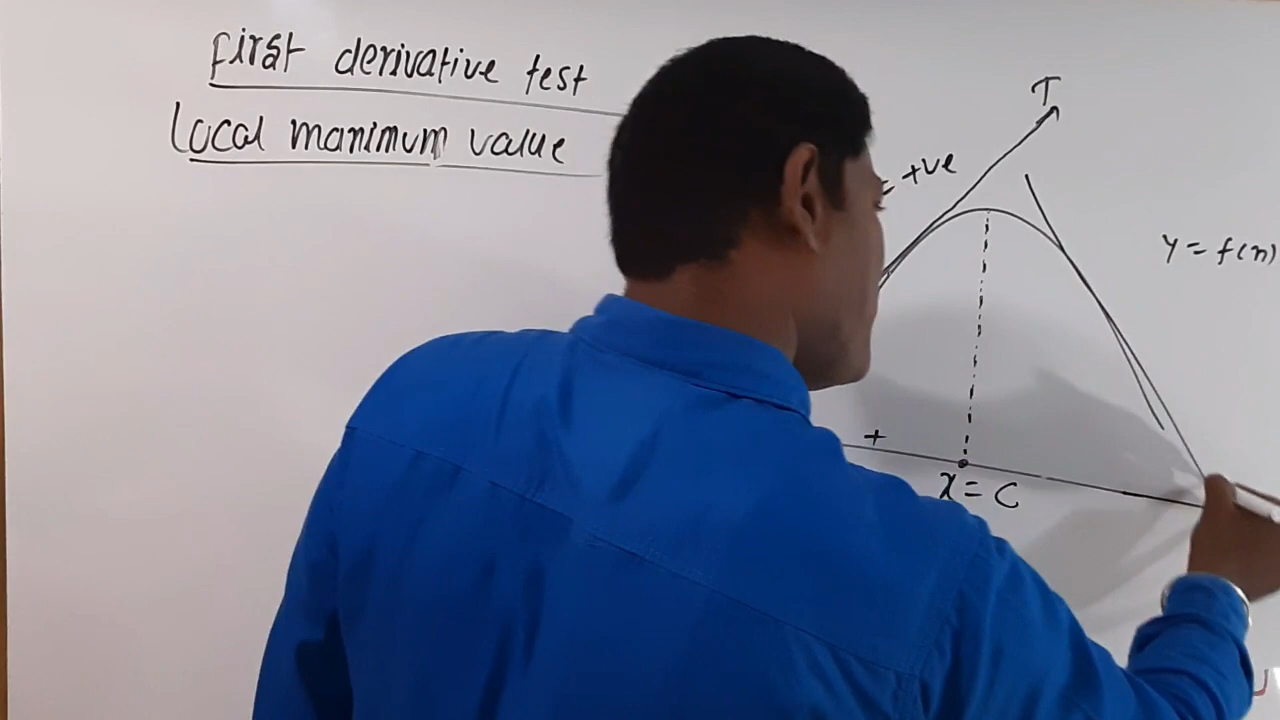 first derivative test
Local manimum value
T
= +ve
y = f(n)
+
x = c